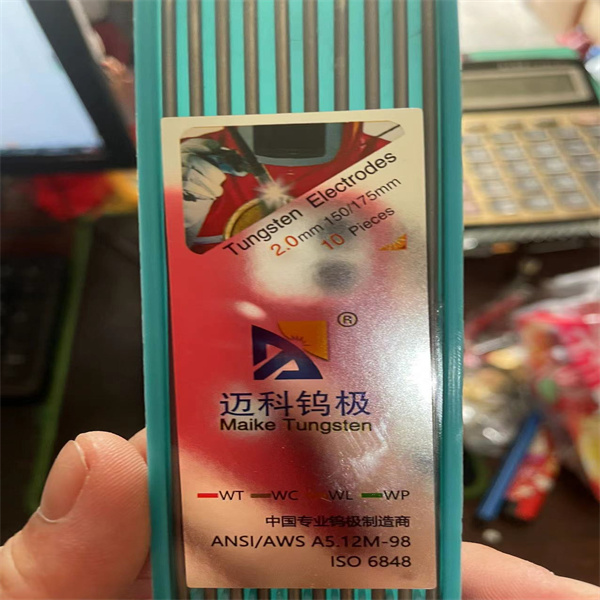 Tungsten Electrodes
2.0mm 150/175mm
10 Pieces
®
迈科钨极
Maike Tungsten
WT WC WL WP
中国专业钨极制造商
ANSI/AWS A5.12M-98
ISO 6848